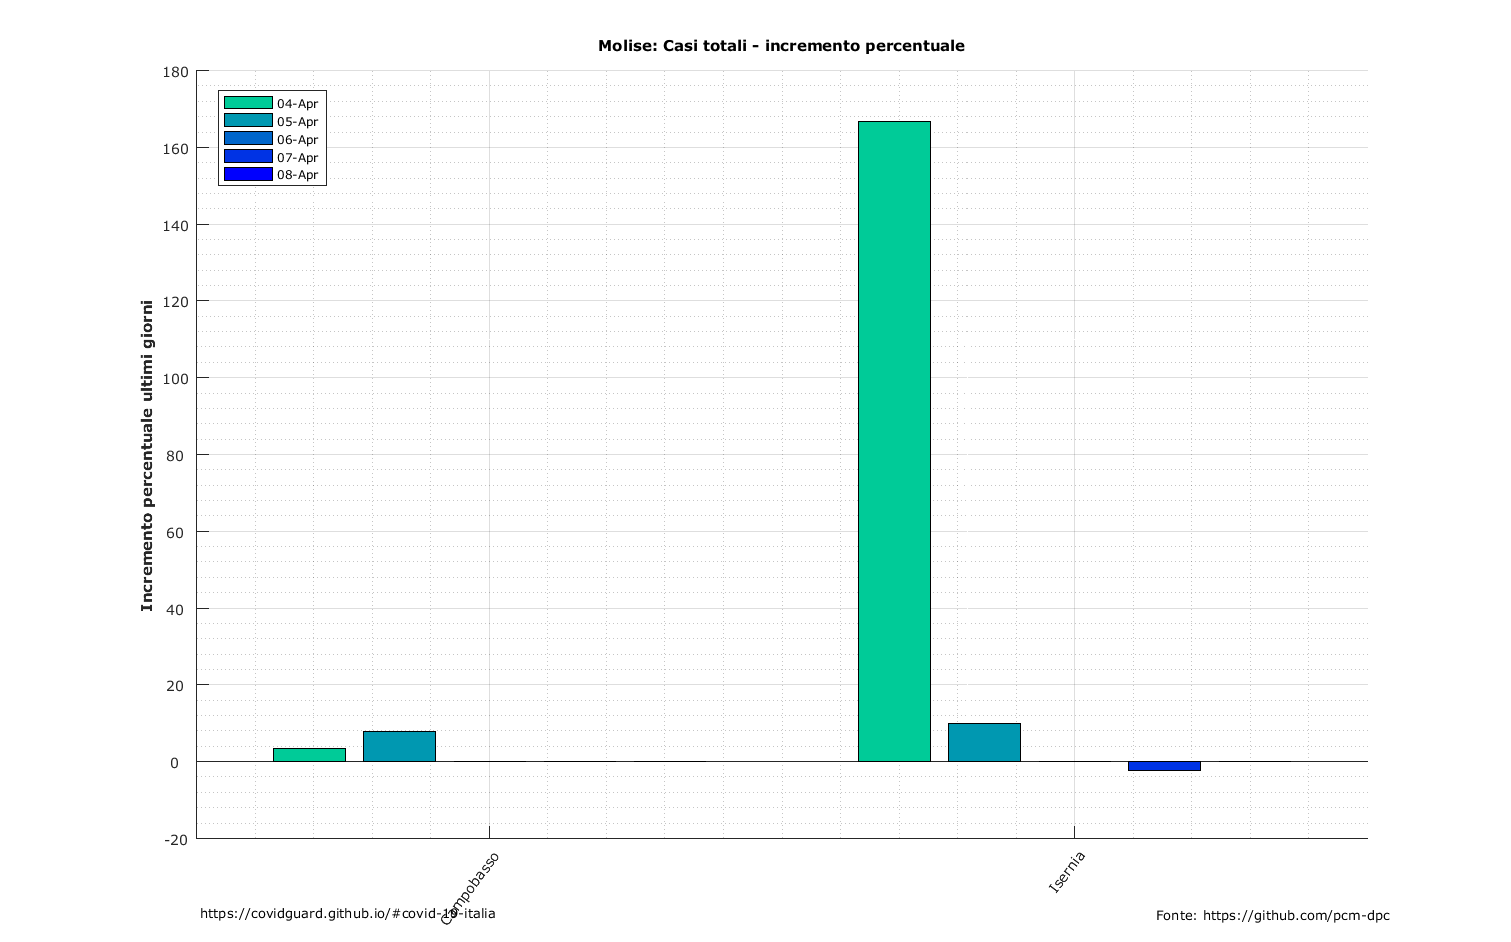 Molise: Casi totali - incremento percentuale
180
160
140
120
100
80
60
40
20
0
-20
Incremento percentuale ultimi giorni
04-Apr
05-Apr
06-Apr
07-Apr
08-Apr
Campobasso
Isernia
https://covidguard.github.io/#covid-19-italia
Fonte: https://github.com/pcm-dpc